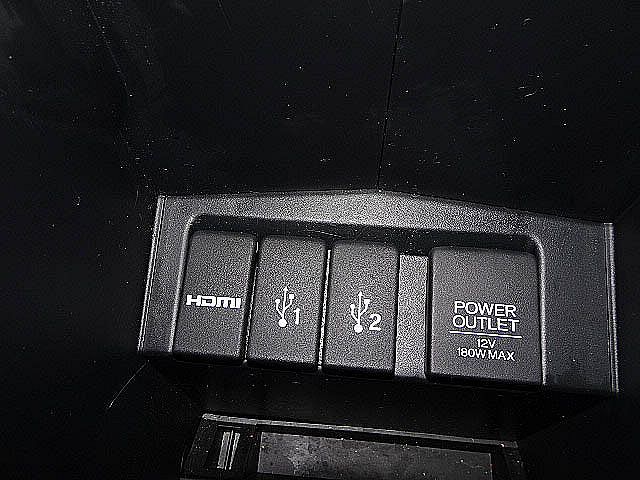 HDMI
1
2
POWER
OUTLET
12V
180W MAX